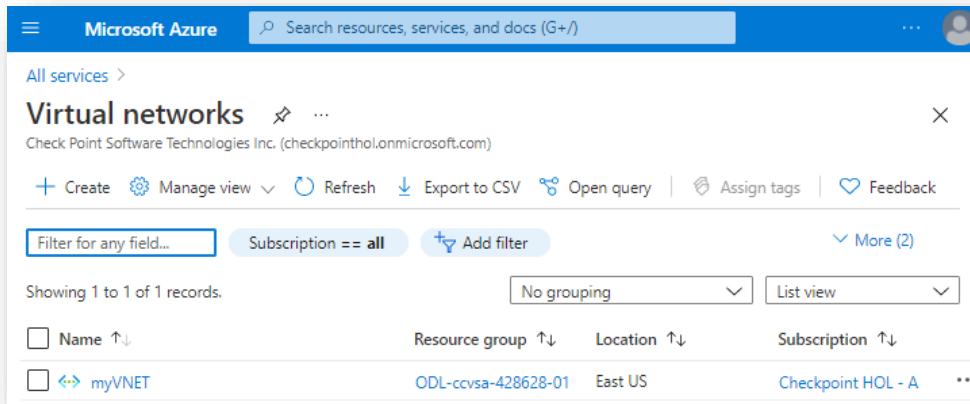 Microsoft Azure Search resources, services, and docs (G+/) ...
All services >
Virtual networks ...
Check Point Software Technologies Inc. (checkpointhol.onmicrosoft.com)
Create Manage view Refresh Export to CSV Open query Assign tags Feedback
Filter for any field... Subscription == all Add filter More (2)
Showing 1 to 1 of 1 records. No grouping List view
Name ↑↓ Resource group ↑↓ Location ↑↓ Subscription ↑↓
myVNET ODL-ccvsa-428628-01 East US Checkpoint HOL - A